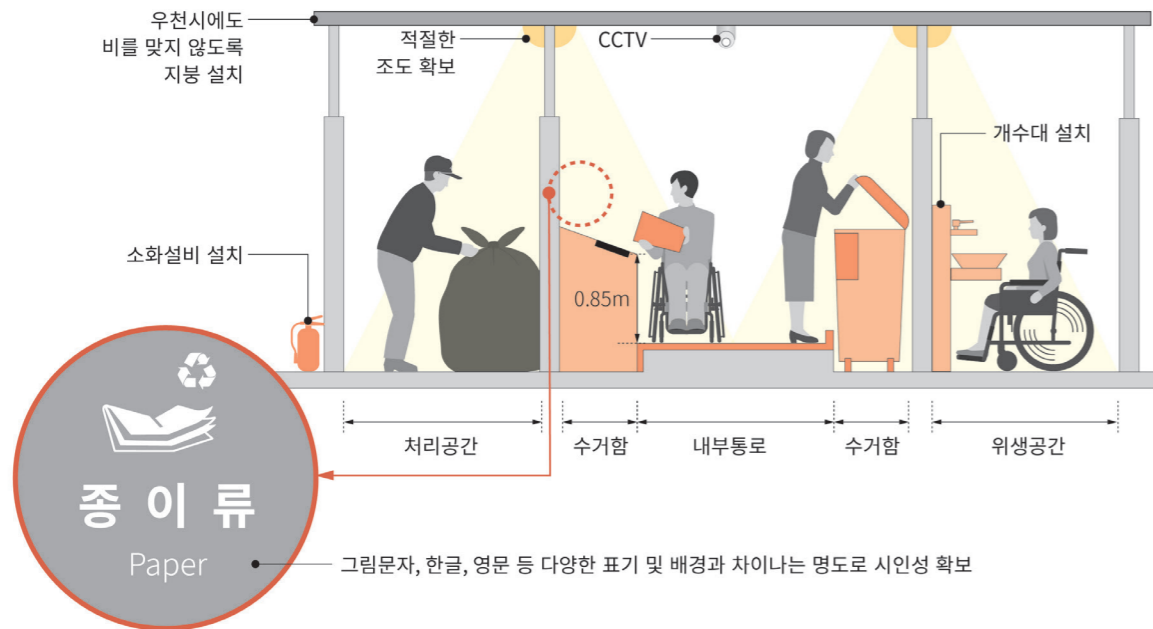 우천시에도
비를 맞지 않도록
지붕 설치
적절한
조도 확보
CCTV
개수대 설치
소화설비 설치
0.85m
처리공간
수거함
내부통로
수거함
위생공간
종이류
Paper
그림문자, 한글, 영문 등 다양한 표기 및 배경과 차이나는 명도로 시인성 확보